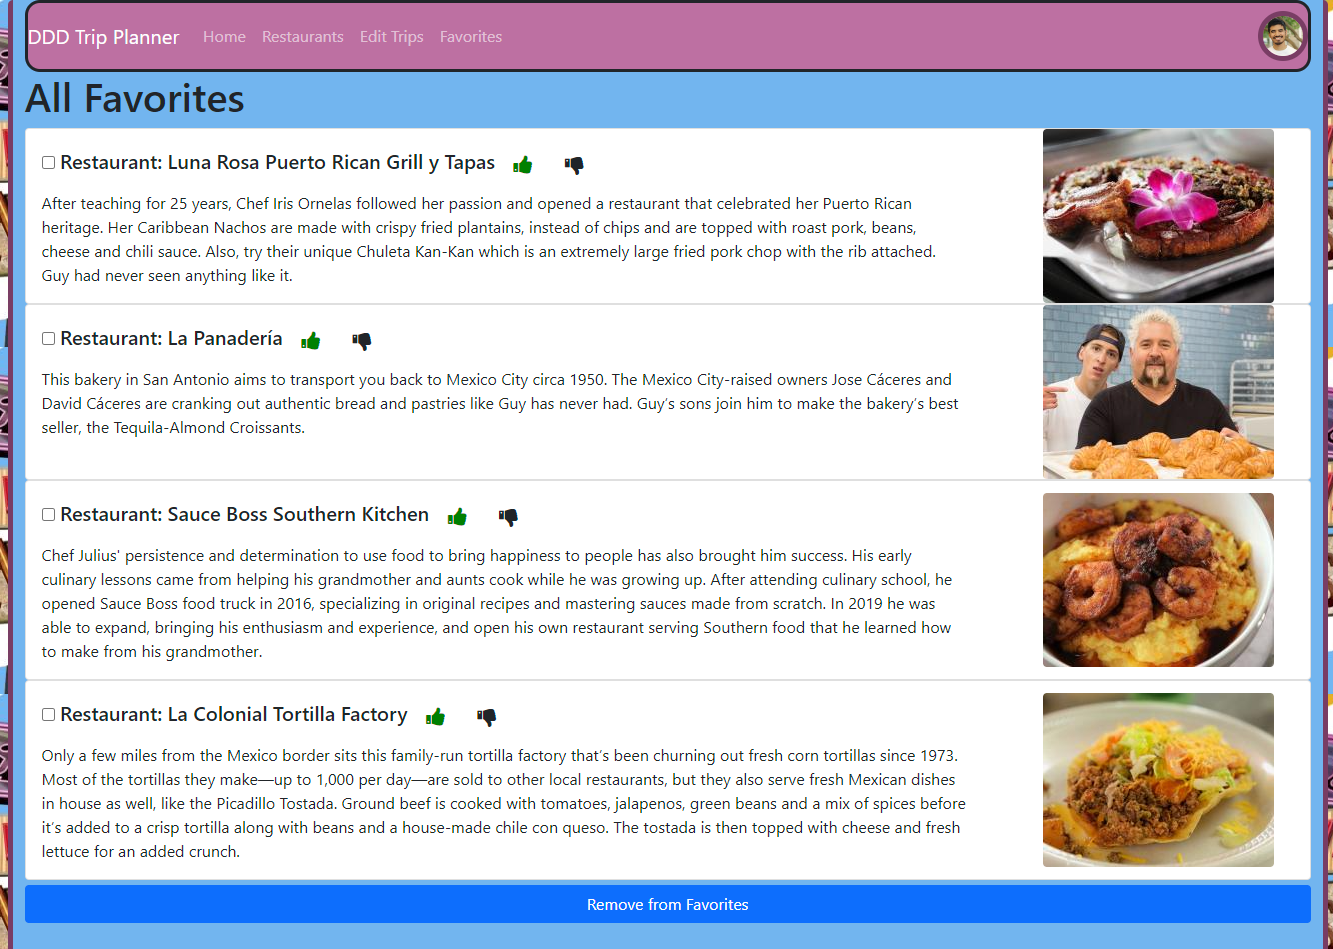 DDD Trip Planner Home Restaurants Edit Trips Favorites
All Favorites
Restaurant: Luna Rosa Puerto Rican Grill y Tapas
After teaching for 25 years, Chef Iris Ornelas followed her passion and opened a restaurant that celebrated her Puerto Rican
heritage. Her Caribbean Nachos are made with crispy fried plantains, instead of chips and are topped with roast pork, beans,
cheese and chili sauce. Also, try their unique Chuleta Kan-Kan which is an extremely large fried pork chop with the rib attached.
Guy had never seen anything like it.
Restaurant: La Panadería
This bakery in San Antonio aims to transport you back to Mexico City circa 1950. The Mexico City-raised owners Jose Cáceres and
David Cáceres are cranking out authentic bread and pastries like Guy has never had. Guy’s sons join him to make the bakery’s best
seller, the Tequila-Almond Croissants.
Restaurant: Sauce Boss Southern Kitchen
Chef Julius' persistence and determination to use food to bring happiness to people has also brought him success. His early
culinary lessons came from helping his grandmother and aunts cook while he was growing up. After attending culinary school, he
opened Sauce Boss food truck in 2016, specializing in original recipes and mastering sauces made from scratch. In 2019 he was
able to expand, bringing his enthusiasm and experience, and open his own restaurant serving Southern food that he learned how
to make from his grandmother.
Restaurant: La Colonial Tortilla Factory
Only a few miles from the Mexico border sits this family-run tortilla factory that’s been churning out fresh corn tortillas since 1973.
Most of the tortillas they make—up to 1,000 per day—are sold to other local restaurants, but they also serve fresh Mexican dishes
in house as well, like the Picadillo Tostada. Ground beef is cooked with tomatoes, jalapenos, green beans and a mix of spices before
it’s added to a crisp tortilla along with beans and a house-made chile con queso. The tostada is then topped with cheese and fresh
lettuce for an added crunch.
Remove from Favorites